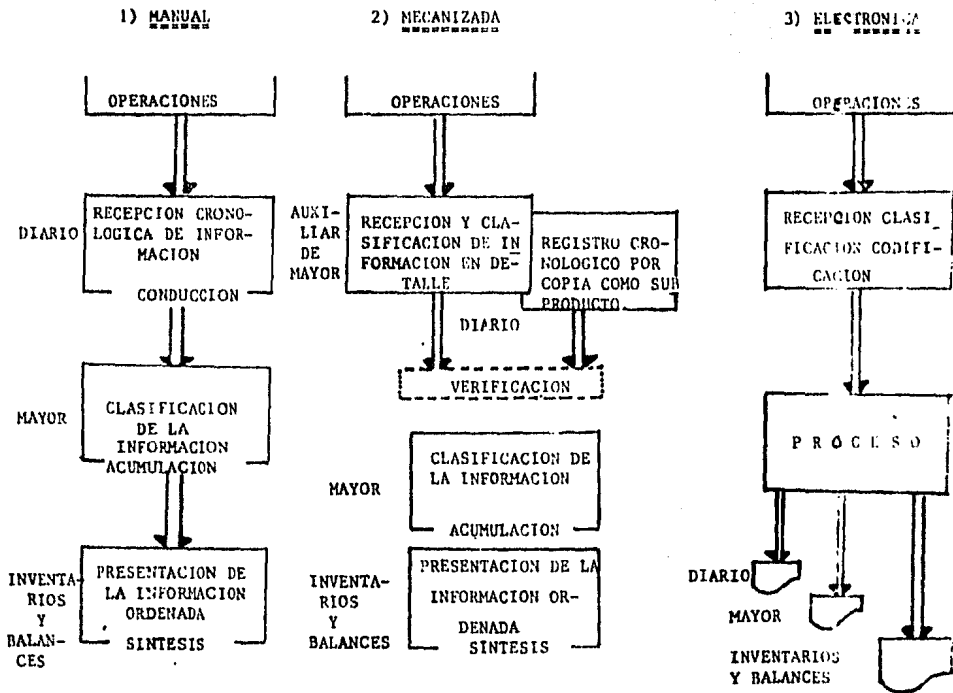 1) MANUAL
OPERACIONES
DIARIO
RECEPCION CRONO-
LOGICA DE INFOR-
MACION
CONDUCCION
MAYOR
CLASIFICACION
DE LA
INFORMACION
ACUMULACION
INVENTA-
RIOS
Y
BALAN-
CES
PRESENTACION DE
LA INFORMACION
ORDENADA
SINTESIS
2) MECANIZADA
OPERACIONES
AUXI-
LIAR
DE
MAYOR
RECEPCION Y CLA-
SIFICACION DE IN
FORMACION EN DE-
TALLE
REGISTRO CRO-
NOLOGICO POR
COPIA COMO SUB
PRODUCTO
DIARIO
VERIFICACION
MAYOR
CLASIFICACION DE
LA INFORMACION
ACUMULACION
INVENTA-
RIOS
Y
BALANCES
PRESENTACION DE LA
INFORMACION OR-
DENADA
SINTESIS
3) ELECTRONICA
OPERACIONES
RECEPCION CLASI
FICACION CODIFI-
CACION
P R O C E S O
DIARIO
MAYOR
INVENTARIOS
Y BALANCES